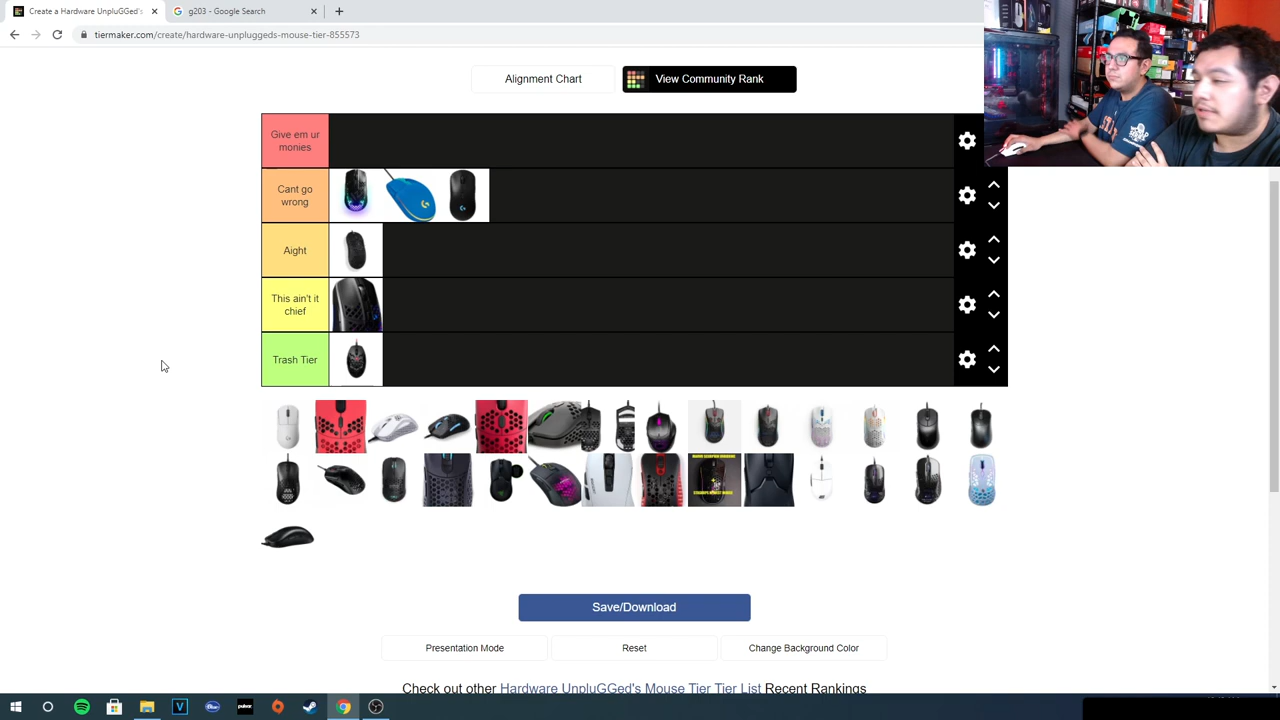 Create a Hardware UnpluGGed's
g203 - Google Search
tiermaker.com/create/hardware-unpluggeds-mouse-tier-855573
Alignment Chart
View Community Rank
Give em ur
monies
Cant go
wrong
Aight
This ain't it
chief
Trash Tier
Save/Download
Presentation Mode
Reset
Change Background Color
Check out other Hardware UnpluGGed's Mouse Tier Tier List Recent Rankings